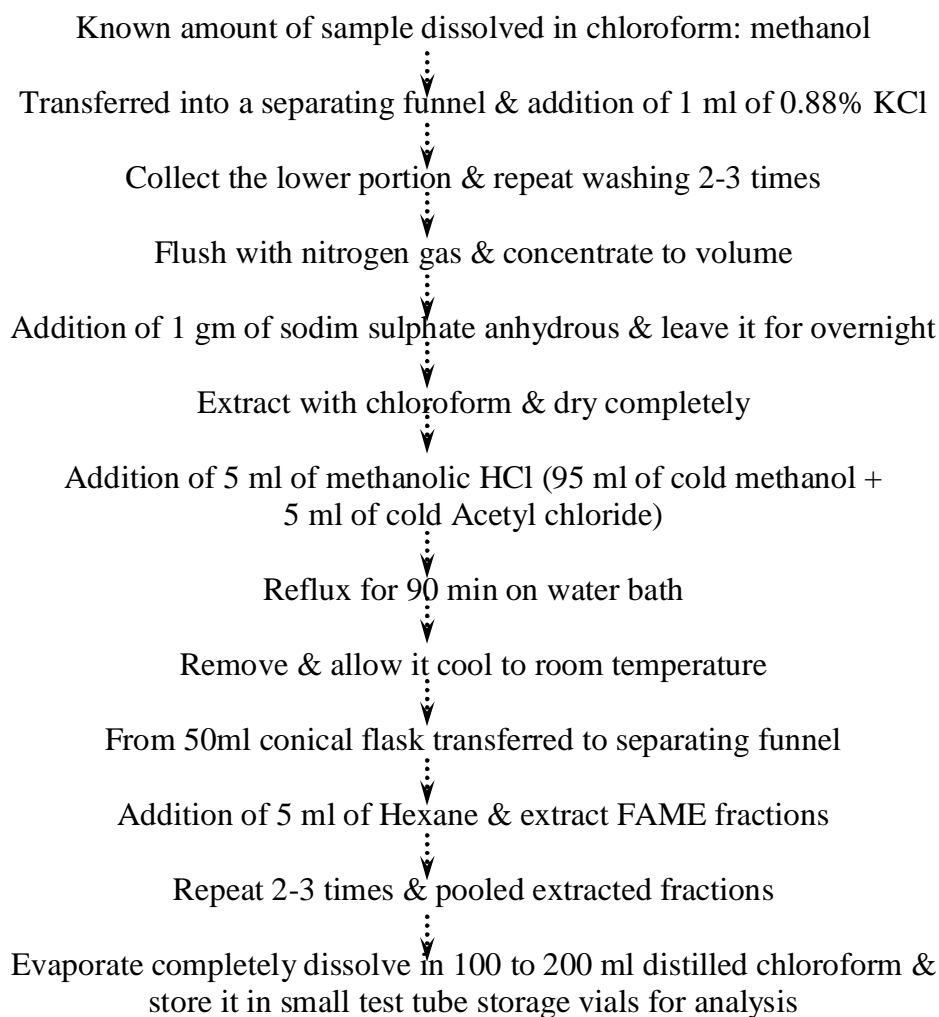 Known amount of sample dissolved in chloroform: methanol
Transferred into a separating funnel & addition of 1 ml of 0.88% KCl
Collect the lower portion & repeat washing 2-3 times
Flush with nitrogen gas & concentrate to volume
Addition of 1 gm of sodim sulphate anhydrous & leave it for overnight
Extract with chloroform & dry completely
Addition of 5 ml of methanolic HCl (95 ml of cold methanol +
5 ml of cold Acetyl chloride)
Reflux for 90 min on water bath
Remove & allow it cool to room temperature
From 50ml conical flask transferred to separating funnel
Addition of 5 ml of Hexane & extract FAME fractions
Repeat 2-3 times & pooled extracted fractions
Evaporate completely dissolve in 100 to 200 ml distilled chloroform &
store it in small test tube storage vials for analysis